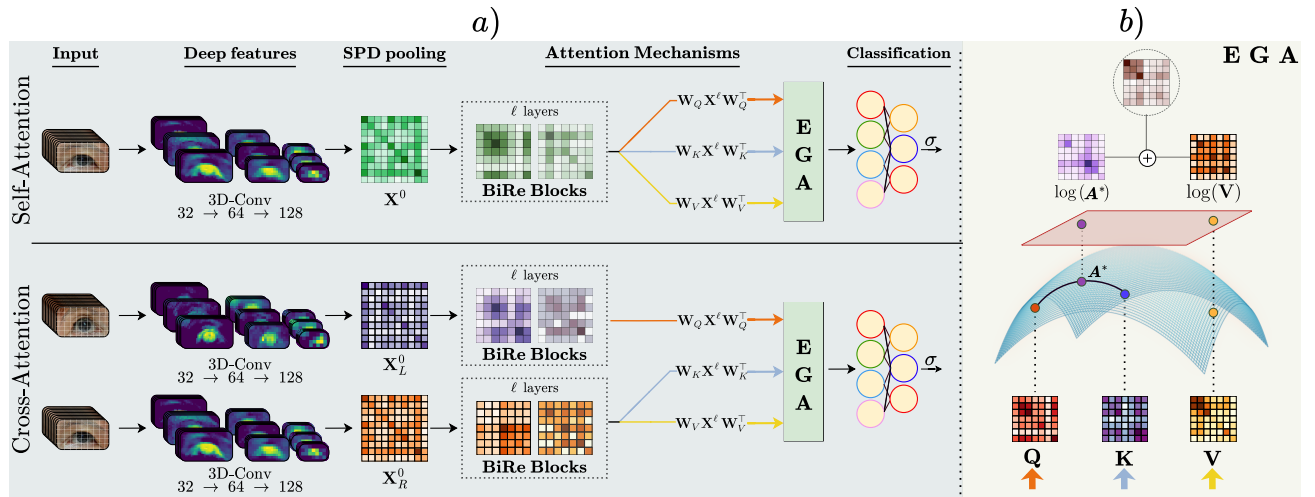 a)
b)
Input
Deep features
SPD pooling
Attention Mechanisms
Classification
E G A
Self-Attention
ℓ layers
W_Q X^ℓ W_Q^⊤
W_K X^ℓ W_K^⊤
W_V X^ℓ W_V^⊤
E
G
A
σ
BiRe Blocks
3D-Conv
32 → 64 → 128
X^0
log(A*)
+
log(V)
A*
Cross-Attention
ℓ layers
W_Q X^ℓ W_Q^⊤
BiRe Blocks
3D-Conv
32 → 64 → 128
X_L^0
E
G
A
σ
ℓ layers
W_K X^ℓ W_K^⊤
W_V X^ℓ W_V^⊤
BiRe Blocks
3D-Conv
32 → 64 → 128
X_R^0
Q
K
V